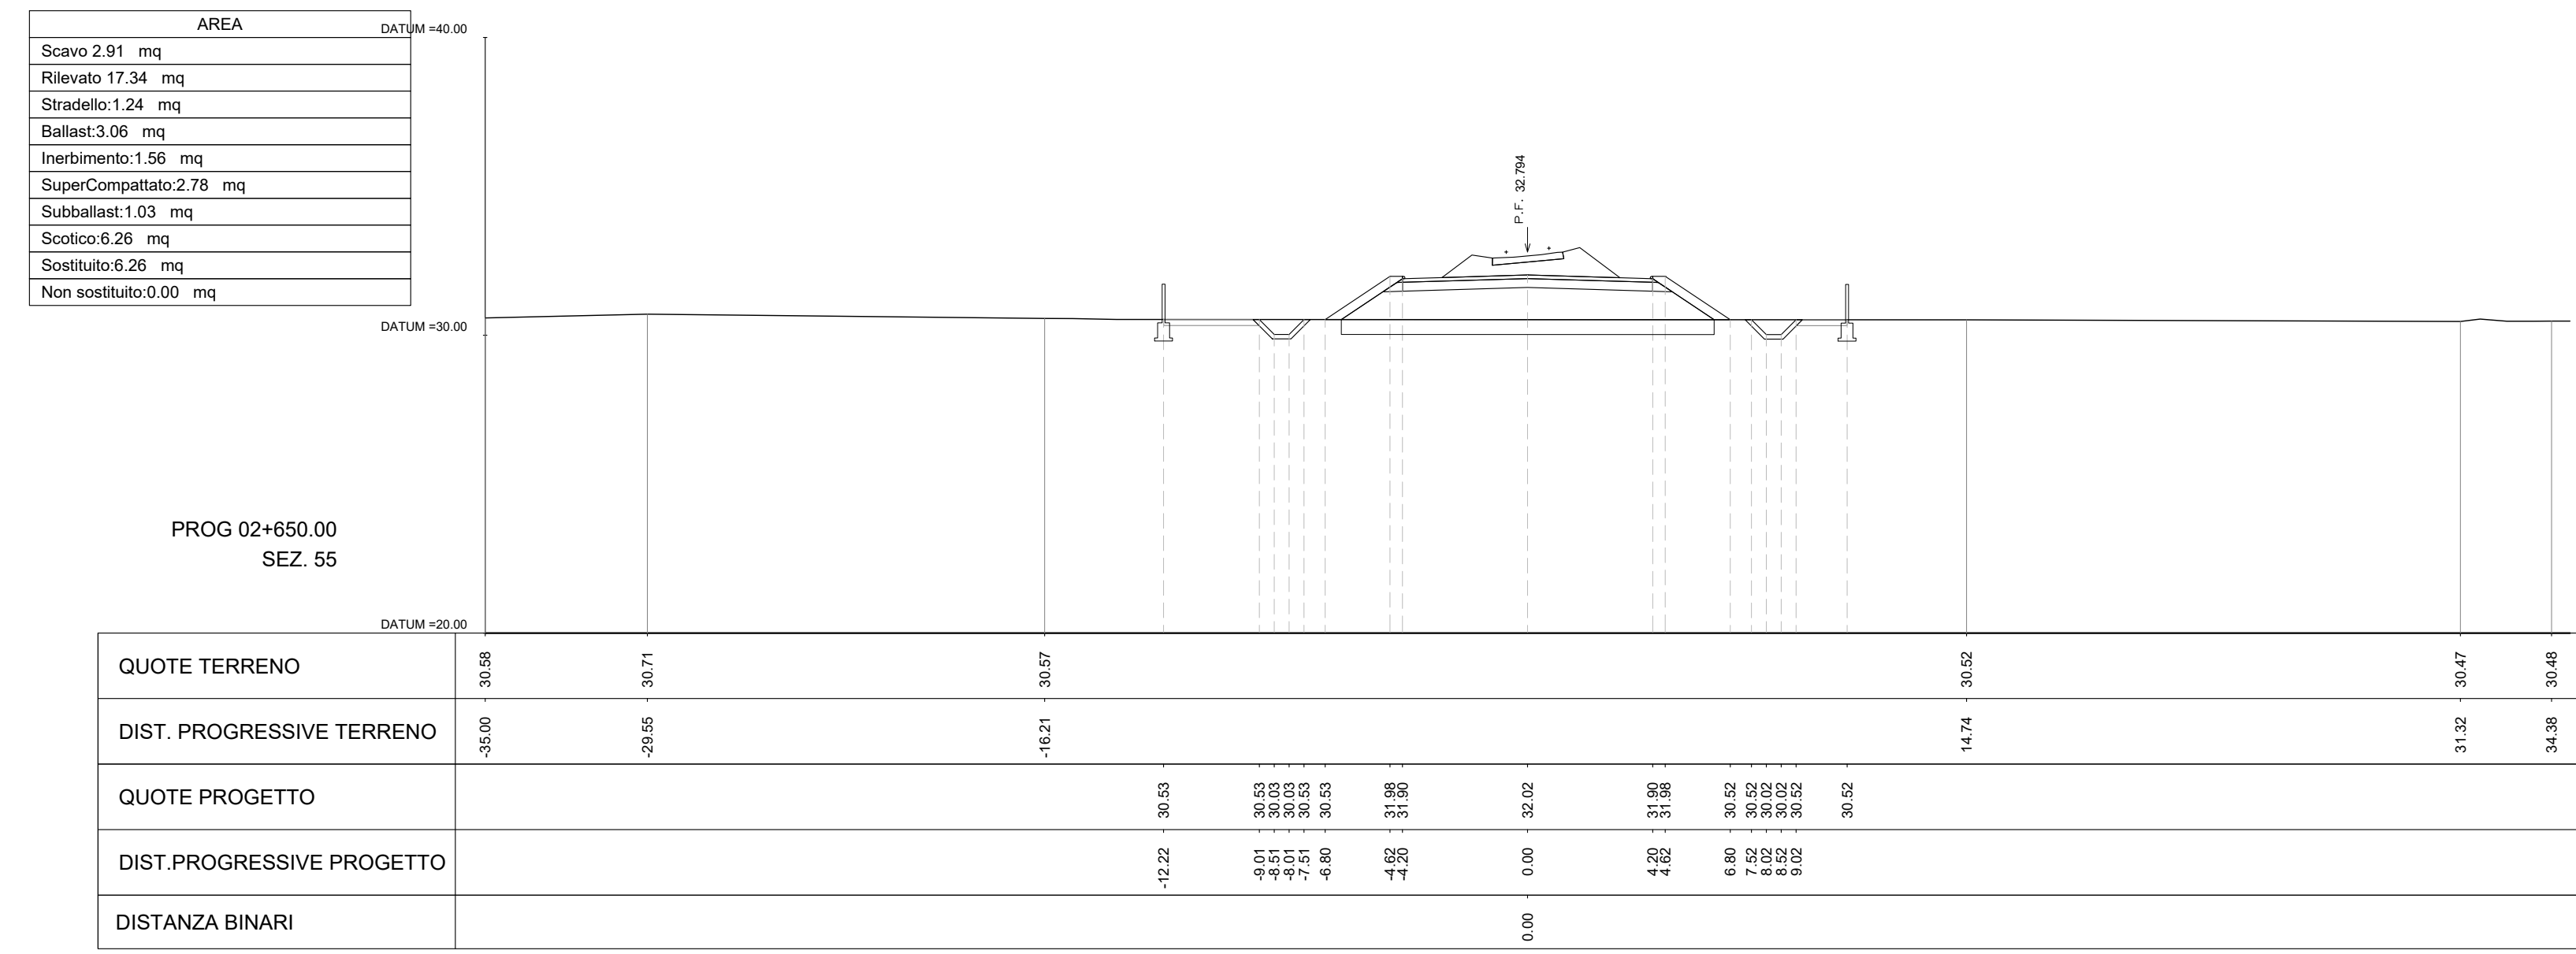 AREA
Scavo 2.91 mq
Rilevato 17.34 mq
Stradello:1.24 mq
Ballast:3.06 mq
Inerbimento:1.56 mq
SuperCompattato:2.78 mq
Subballast:1.03 mq
Scotico:6.26 mq
Sostituito:6.26 mq
Non sostituito:0.00 mq
DATUM =40.00
P.F. 32.794
DATUM =30.00
PROG 02+650.00
SEZ. 55
DATUM =20.00
QUOTE TERRENO 30.58 30.71 30.57 30.52 30.47 30.48
DIST. PROGRESSIVE TERRENO -35.00 -29.55 -16.21 14.74 31.32 34.38
QUOTE PROGETTO 30.53 30.53 30.03 30.03 30.53 30.53 31.98 31.90 32.02 31.90 31.98 30.52 30.52 30.02 30.02 30.52 30.52
DIST.PROGRESSIVE PROGETTO -12.22 -9.01 -8.51 -8.01 -7.51 -6.80 -4.62 -4.20 0.00 4.20 4.62 6.80 7.52 8.02 8.52 9.02
DISTANZA BINARI 0.00